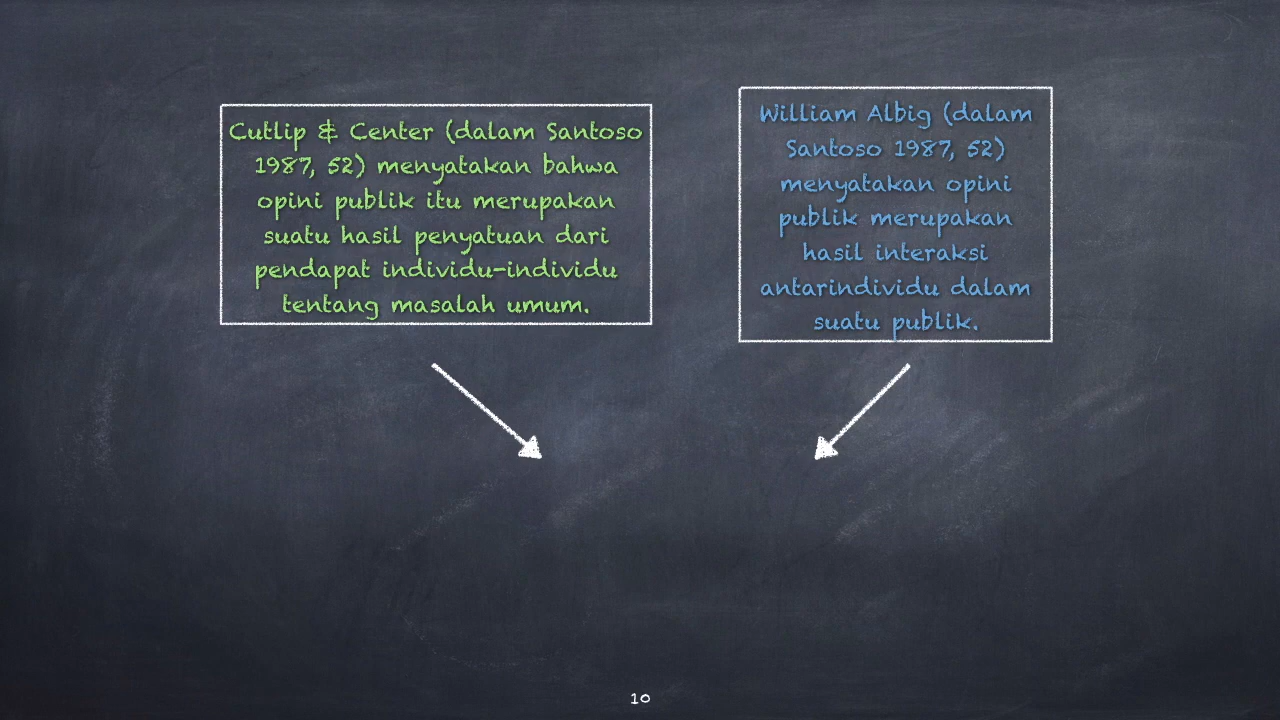 Cutlip & Center (dalam Santoso
1987, 52) menyatakan bahwa
opini publik itu merupakan
suatu hasil penyatuan dari
pendapat individu-individu
tentang masalah umum.
William Albig (dalam
Santoso 1987, 52)
menyatakan opini
publik merupakan
hasil interaksi
antarindividu dalam
suatu publik.
10